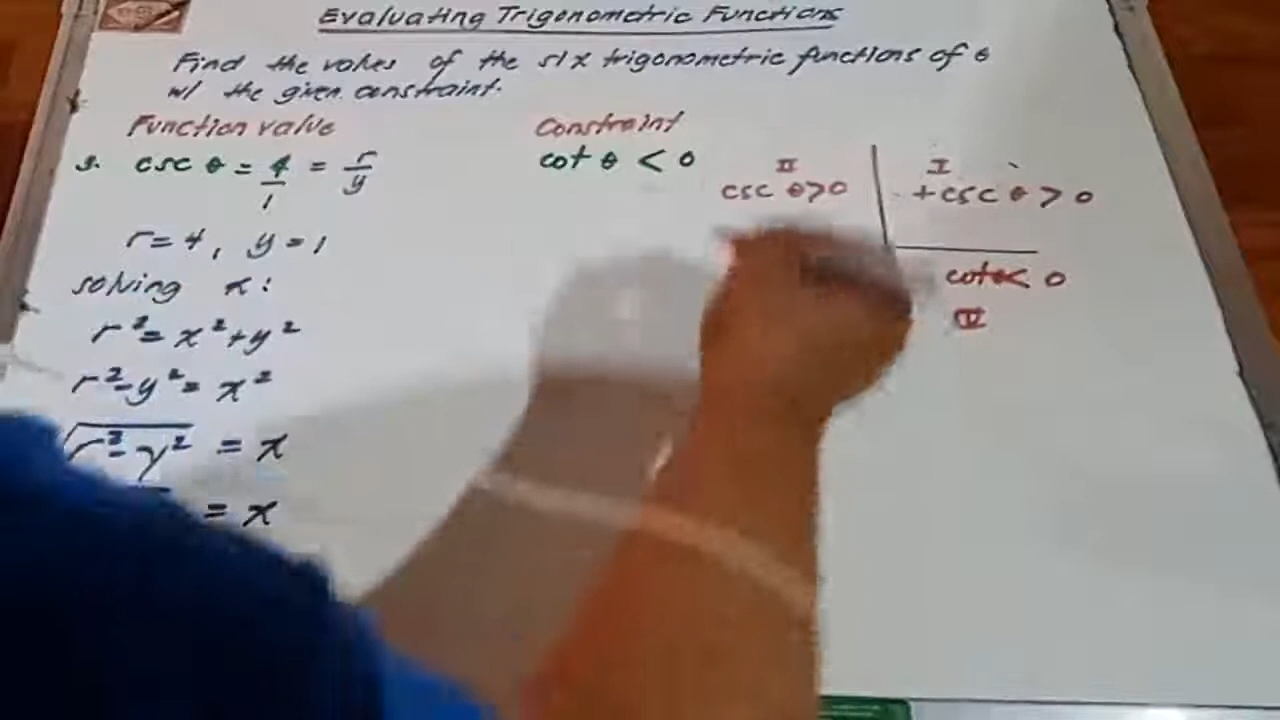 Evaluating Trigonometric Functions
Find the values of the six trigonometric functions of θ
w/ the given constraint.
Function value
Constraint
3. csc θ = 4/1 = r/y
cot θ < 0
II
I
csc θ > 0
+csc θ > 0
r = 4, y = 1
cot < 0
solving x:
IV
r² = x² + y²
r² - y² = x²
√r² - y² = x
= x